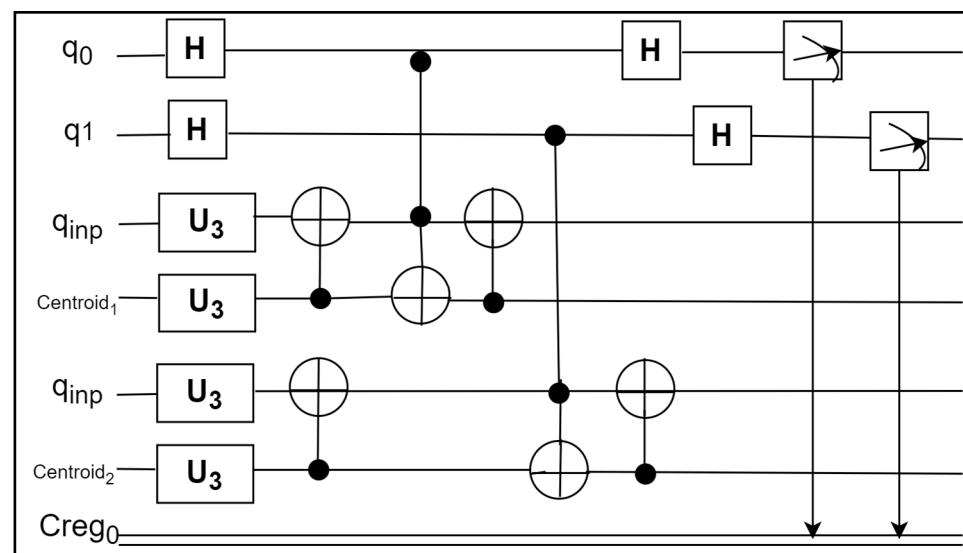 q0 H H
q1 H H
qinp U3
Centroid1 U3
qinp U3
Centroid2 U3
Creg0